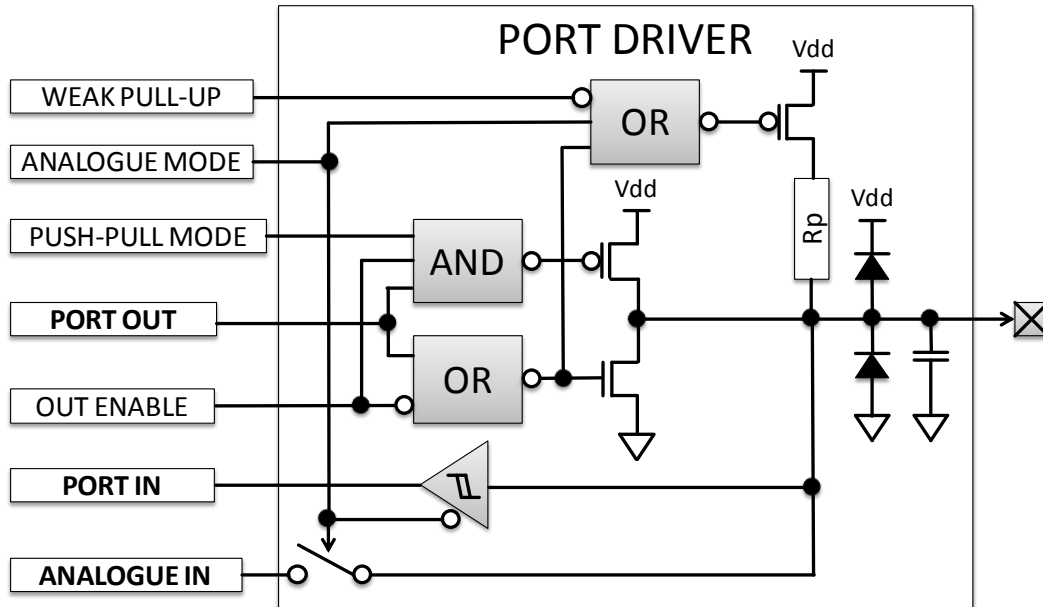 PORT DRIVER
Vdd
WEAK PULL-UP
OR
ANALOGUE MODE
Vdd
Vdd
Rp
PUSH-PULL MODE
AND
PORT OUT
OR
OUT ENABLE
PORT IN
ANALOGUE IN